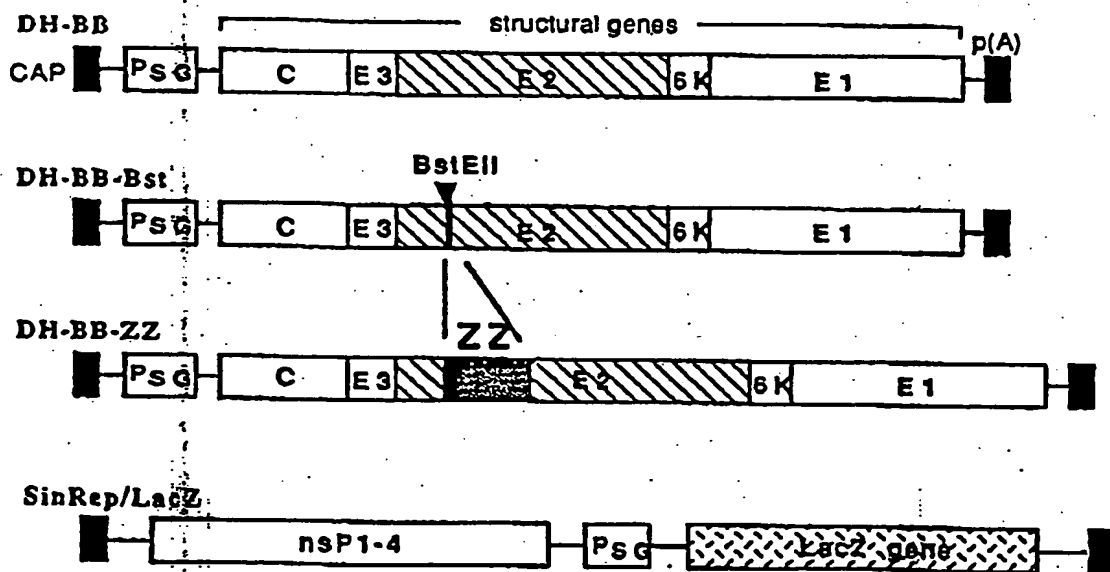 DH-BB
structural genes
p(A)
CAP
PSG
C
E3
E2
6K
E1
BstEII
DH-BB-Bst
PSG
C
E3
E2
6K
E1
ZZ
DH-BB-ZZ
PSG
C
E3
E2
6K
E1
SinRep/LacZ
nsP1-4
PSG
LacZ gene